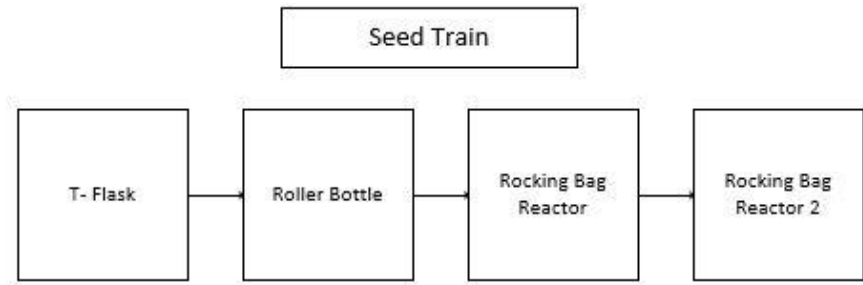 Seed Train
T- Flask
Roller Bottle
Rocking Bag
Reactor
Rocking Bag
Reactor 2